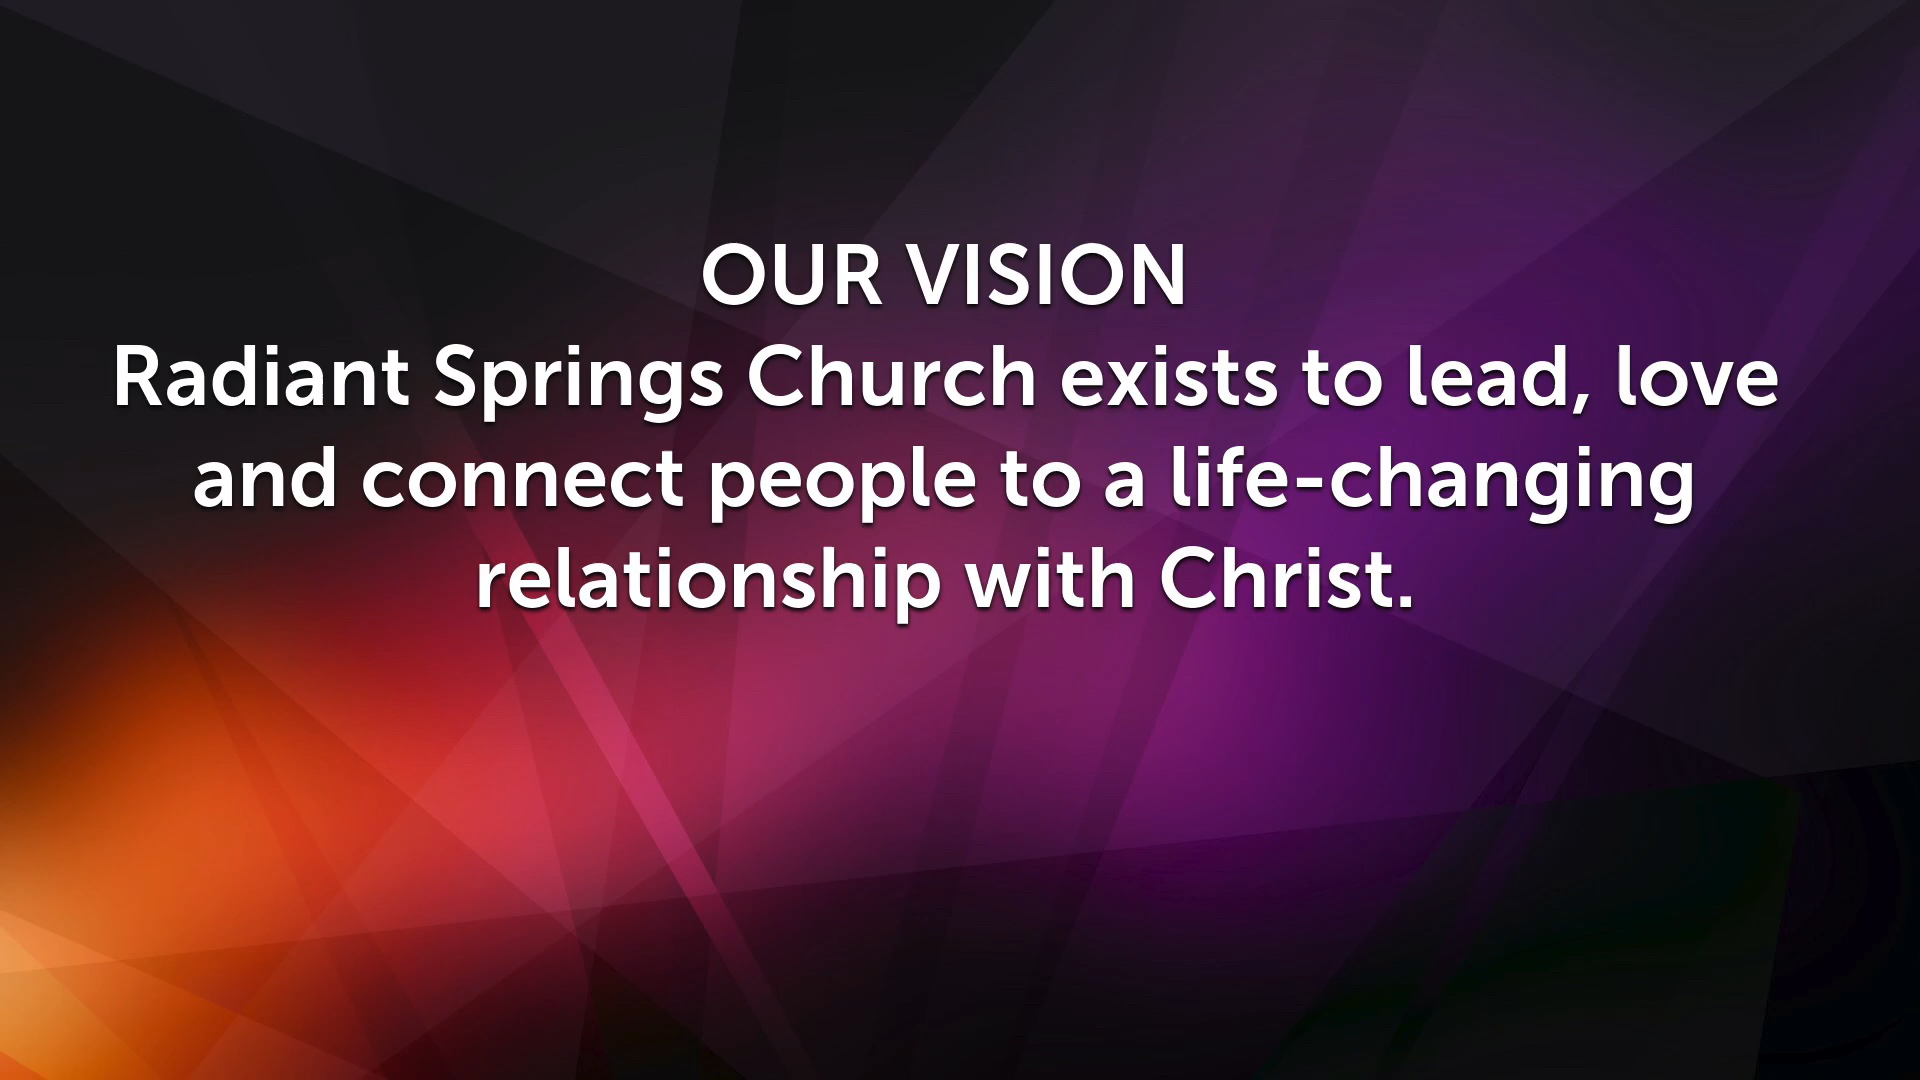 OUR VISION
Radiant Springs Church exists to lead, love
and connect people to a life-changing
relationship with Christ.